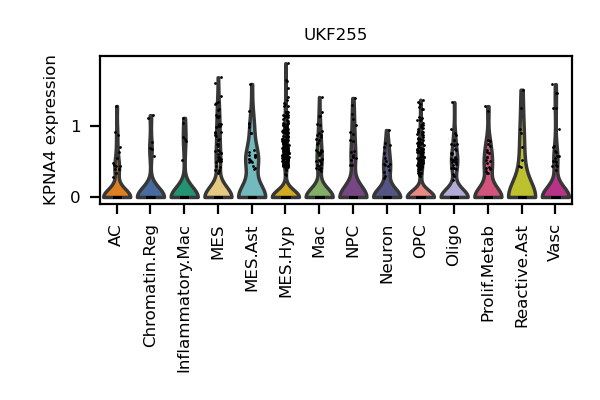 UKF255
KPNA4 expression
1
0
AC
Chromatin.Reg
Inflammatory.Mac
MES
MES.Ast
MES.Hyp
Mac
NPC
Neuron
OPC
Oligo
Prolif.Metab
Reactive.Ast
Vasc